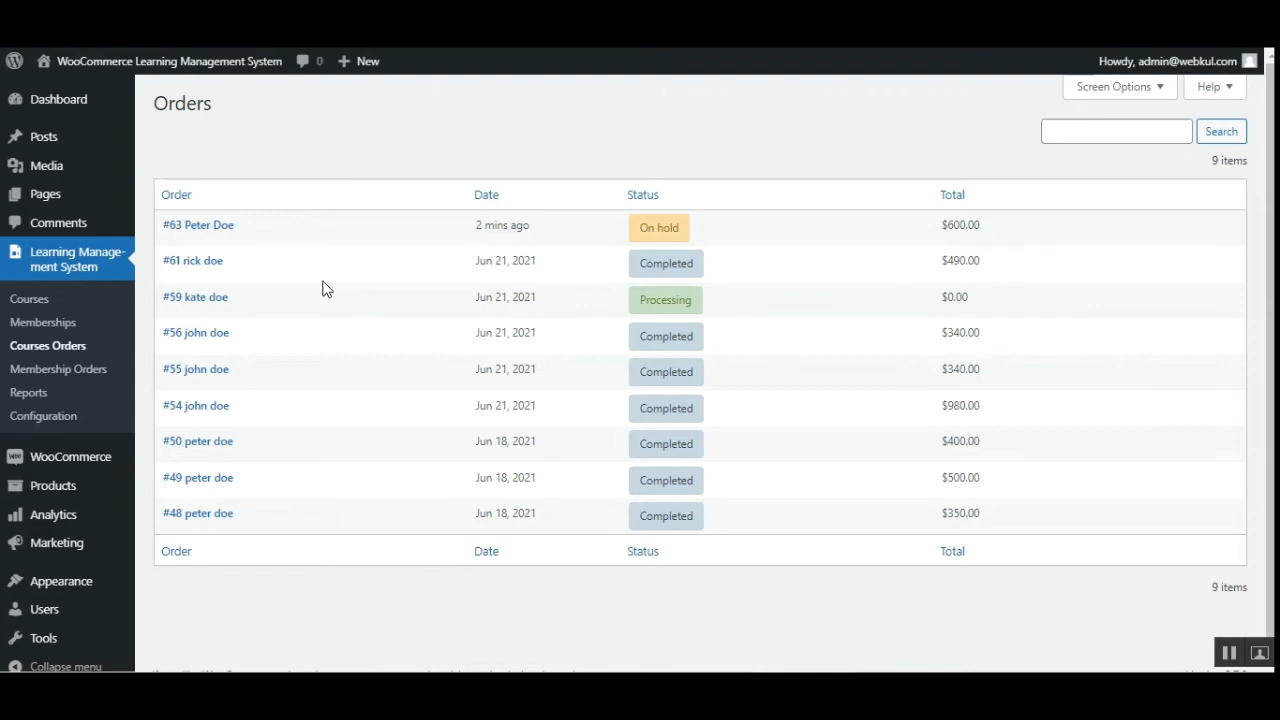 WooCommerce Learning Management System 0 New Howdy, admin@webkul.com
Dashboard
Posts
Media
Pages
Comments
Learning Manage-
ment System
Courses
Memberships
Courses Orders
Membership Orders
Reports
Configuration
WooCommerce
Products
Analytics
Marketing
Appearance
Users
Tools
Collapse menu
Screen Options Help
Orders
Search
9 items
Order Date Status Total
#63 Peter Doe 2 mins ago On hold $600.00
#61 rick doe Jun 21, 2021 Completed $490.00
#59 kate doe Jun 21, 2021 Processing $0.00
#56 john doe Jun 21, 2021 Completed $340.00
#55 john doe Jun 21, 2021 Completed $340.00
#54 john doe Jun 21, 2021 Completed $980.00
#50 peter doe Jun 18, 2021 Completed $400.00
#49 peter doe Jun 18, 2021 Completed $500.00
#48 peter doe Jun 18, 2021 Completed $350.00
Order Date Status Total
9 items